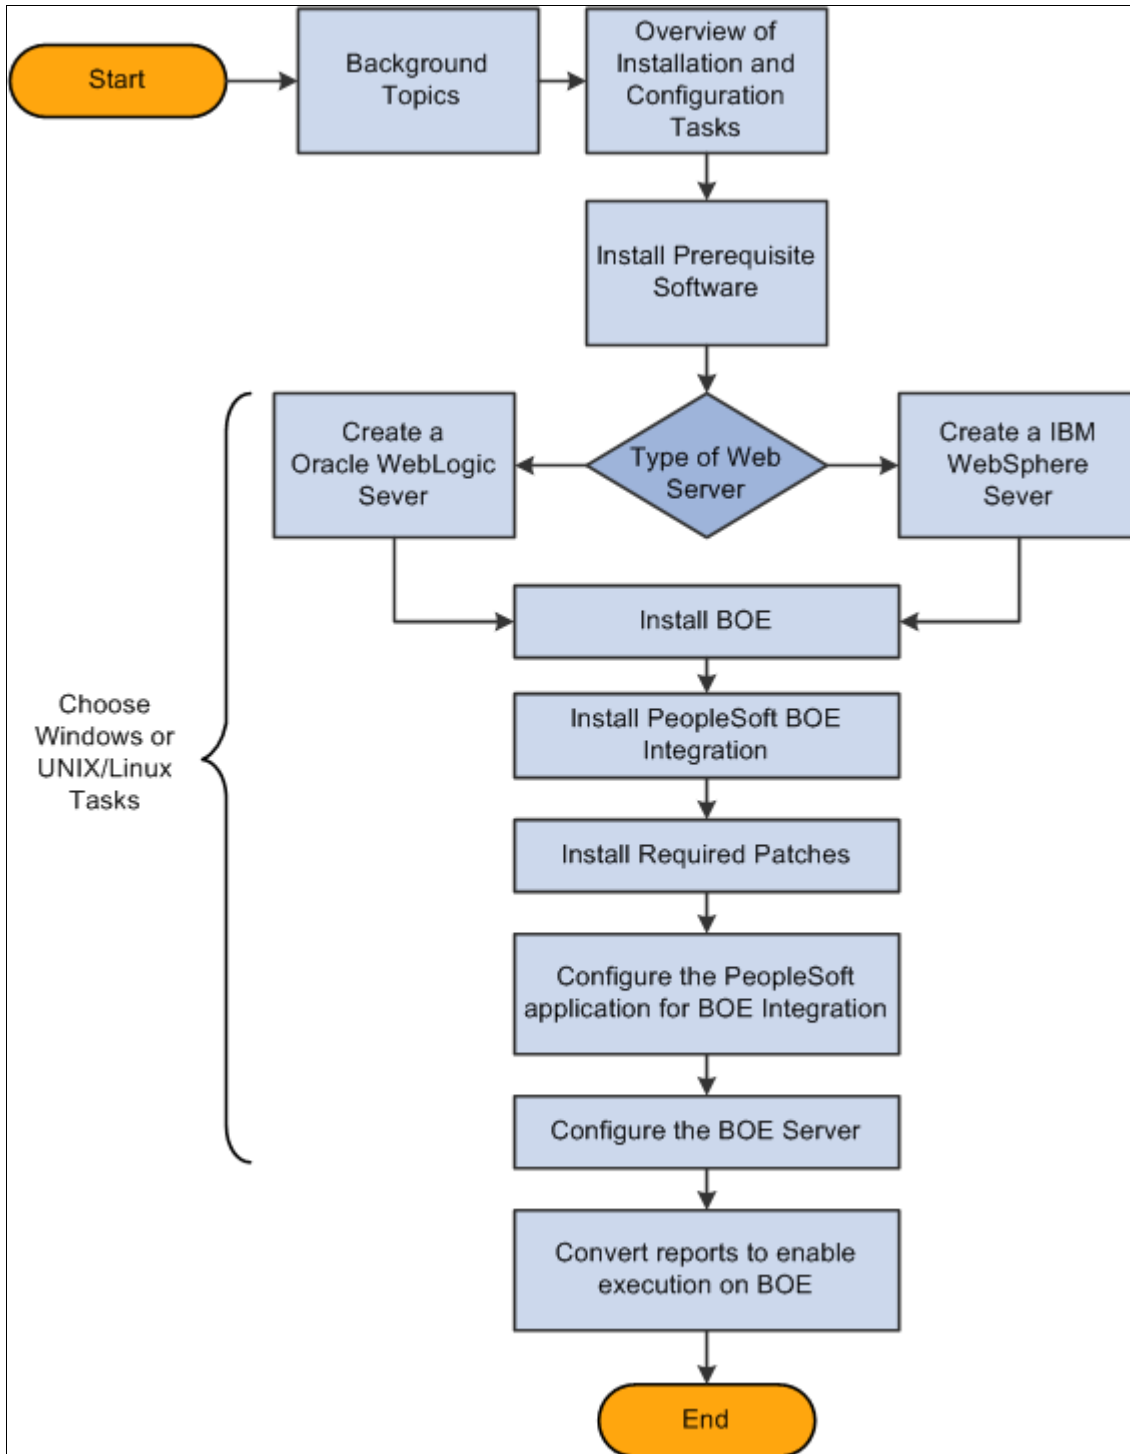 Start
Background
Topics
Overview of
Installation and
Configuration
Tasks
Install Prerequisite
Software
Create a
Oracle WebLogic
Sever
Type of Web
Server
Create a IBM
WebSphere
Sever
Install BOE
Choose
Windows or
UNIX/Linux
Tasks
Install PeopleSoft BOE
Integration
Install Required Patches
Configure the PeopleSoft
application for BOE Integration
Configure the BOE Server
Convert reports to enable
execution on BOE
End